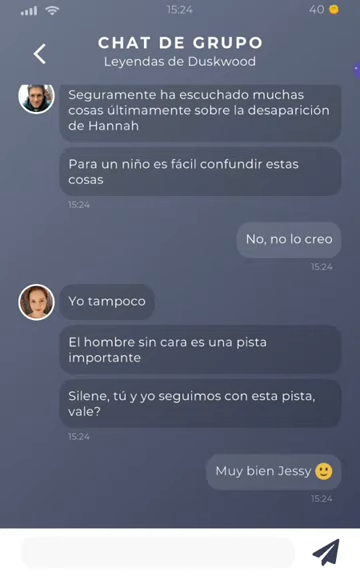 15:24
40
CHAT DE GRUPO
Leyendas de Duskwood
Seguramente ha escuchado muchas
cosas últimamente sobre la desaparición
de Hannah
Para un niño es fácil confundir estas
cosas
15:24
No, no lo creo
15:24
Yo tampoco
El hombre sin cara es una pista
importante
Silene, tú y yo seguimos con esta pista,
vale?
15:24
Muy bien Jessy 🙂
15:24